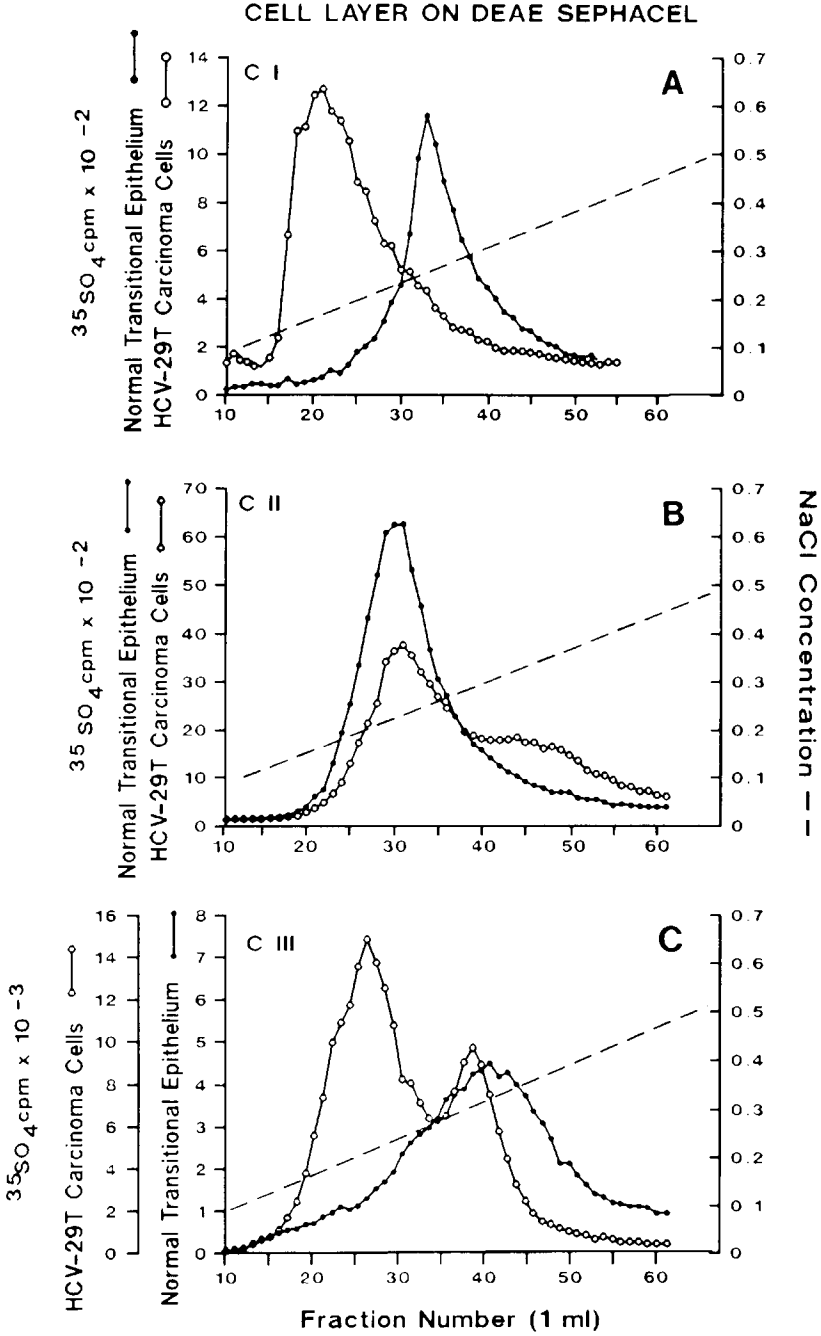 CELL LAYER ON DEAE SEPHACEL
35SO4 cpm x 10 -2
Normal Transitional Epithelium
HCV-29T Carcinoma Cells
C I
A
14
12
10
8
6
4
2
0
0.7
0.6
0.5
0.4
0.3
0.2
0.1
0
10 20 30 40 50 60
35SO4 cpm x 10 -2
Normal Transitional Epithelium
HCV-29T Carcinoma Cells
C II
B
70
60
50
40
30
20
10
0
0.7
0.6
0.5
0.4
0.3
0.2
0.1
0
10 20 30 40 50 60
NaCl Concentration — —
35SO4 cpm x 10 -3
HCV-29T Carcinoma Cells
Normal Transitional Epithelium
C III
C
16
14
12
10
8
6
4
2
0
8
7
6
5
4
3
2
1
0
0.7
0.6
0.5
0.4
0.3
0.2
0.1
0
10 20 30 40 50 60
Fraction Number (1 ml)